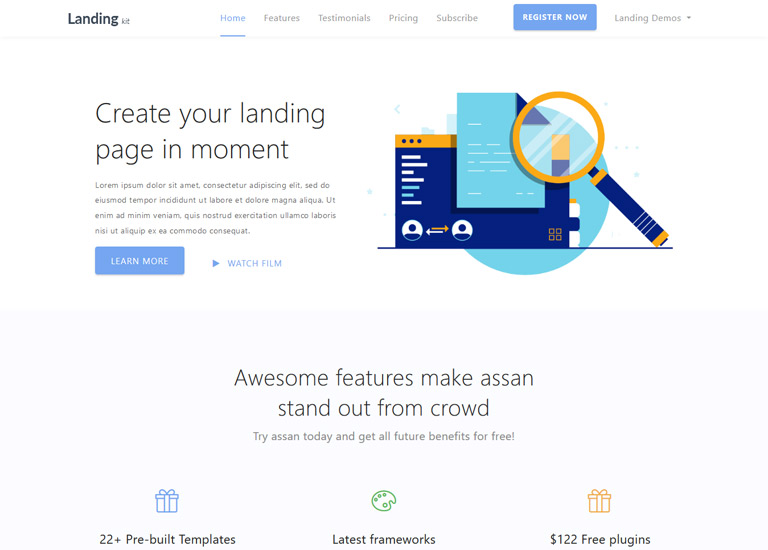 Landing kit
Home
Features
Testimonials
Pricing
Subscribe
REGISTER NOW
Landing Demos
Create your landing
page in moment
Lorem ipsum dolor sit amet, consectetur adipiscing elit, sed do
eiusmod tempor incididunt ut labore et dolore magna aliqua. Ut
enim ad minim veniam, quis nostrud exercitation ullamco laboris
nisi ut aliquip ex ea commodo consequat.
LEARN MORE
WATCH FILM
Awesome features make assan
stand out from crowd
Try assan today and get all future benefits for free!
22+ Pre-built Templates
Latest frameworks
$122 Free plugins